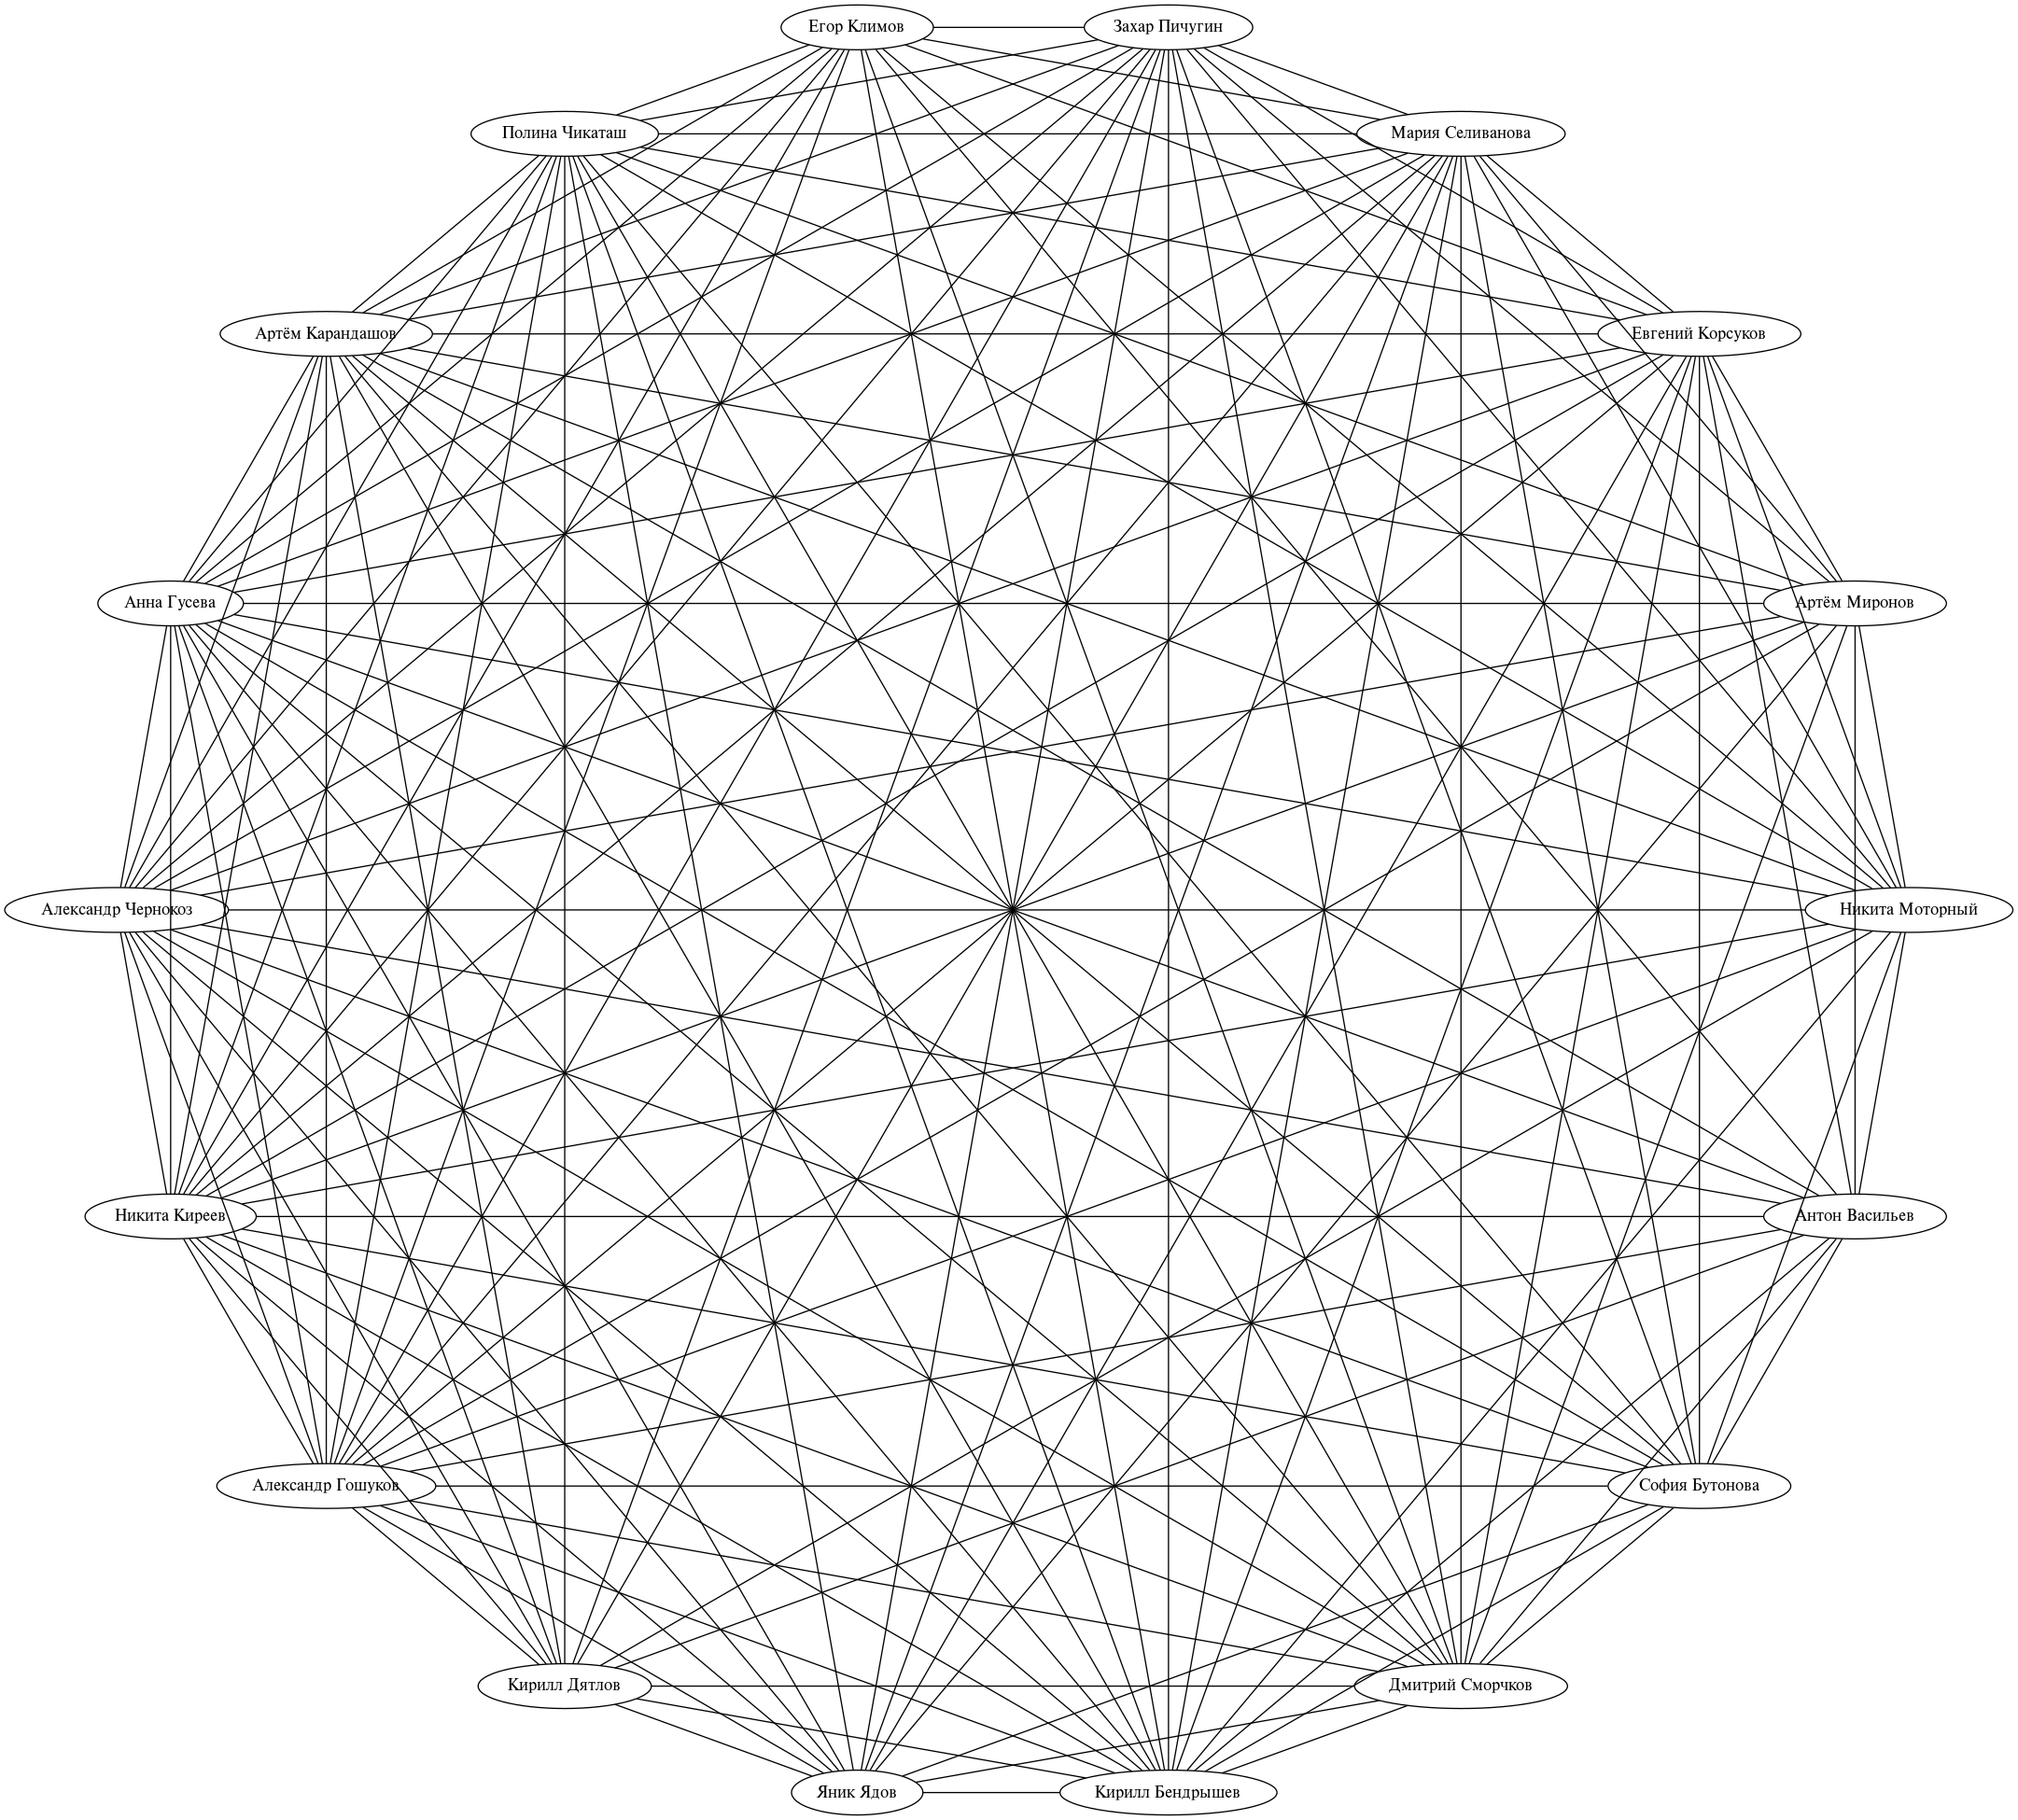 Егор Климов
Захар Пичугин
Полина Чикаташ
Мария Селиванова
Артём Карандашов
Евгений Корсуков
Анна Гусева
Артём Миронов
Александр Чернокоз
Никита Моторный
Никита Киреев
Антон Васильев
Александр Гошуков
София Бутонова
Кирилл Дятлов
Дмитрий Сморчков
Яник Ядов
Кирилл Бендрышев